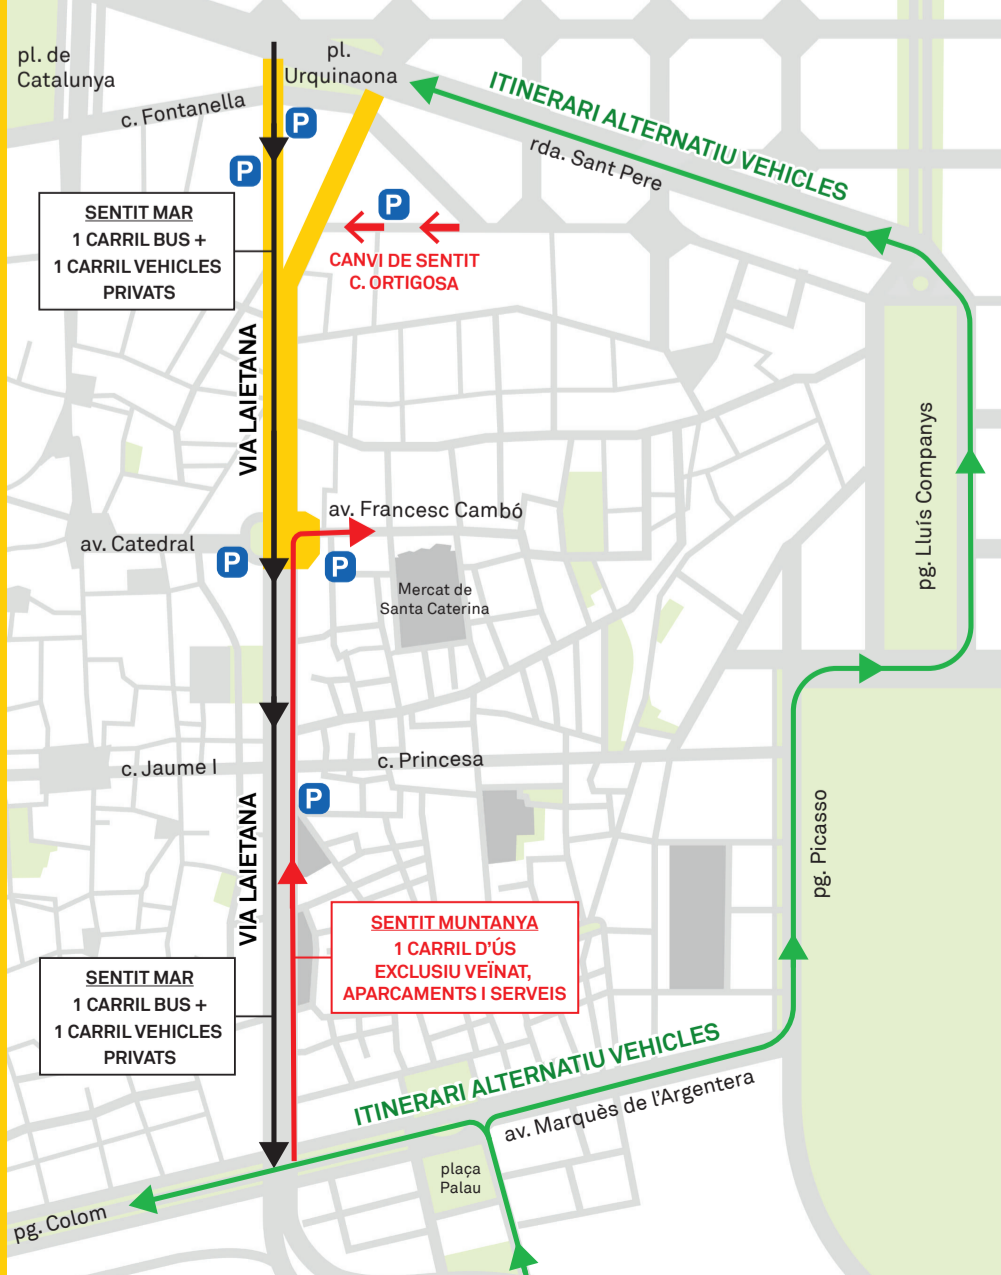 pl. de
Catalunya
pl.
Urquinaona
c. Fontanella
P
P
ITINERARI ALTERNATIU VEHICLES
rda. Sant Pere
P
SENTIT MAR
1 CARRIL BUS +
1 CARRIL VEHICLES
PRIVATS
CANVI DE SENTIT
C. ORTIGOSA
VIA LAIETANA
pg. Lluís Companys
av. Francesc Cambó
av. Catedral
P
P
Mercat de
Santa Caterina
c. Jaume I
c. Princesa
P
VIA LAIETANA
pg. Picasso
SENTIT MUNTANYA
1 CARRIL D'ÚS
EXCLUSIU VEÏNAT,
APARCAMENTS I SERVEIS
SENTIT MAR
1 CARRIL BUS +
1 CARRIL VEHICLES
PRIVATS
ITINERARI ALTERNATIU VEHICLES
av. Marquès de l'Argentera
plaça
Palau
pg. Colom